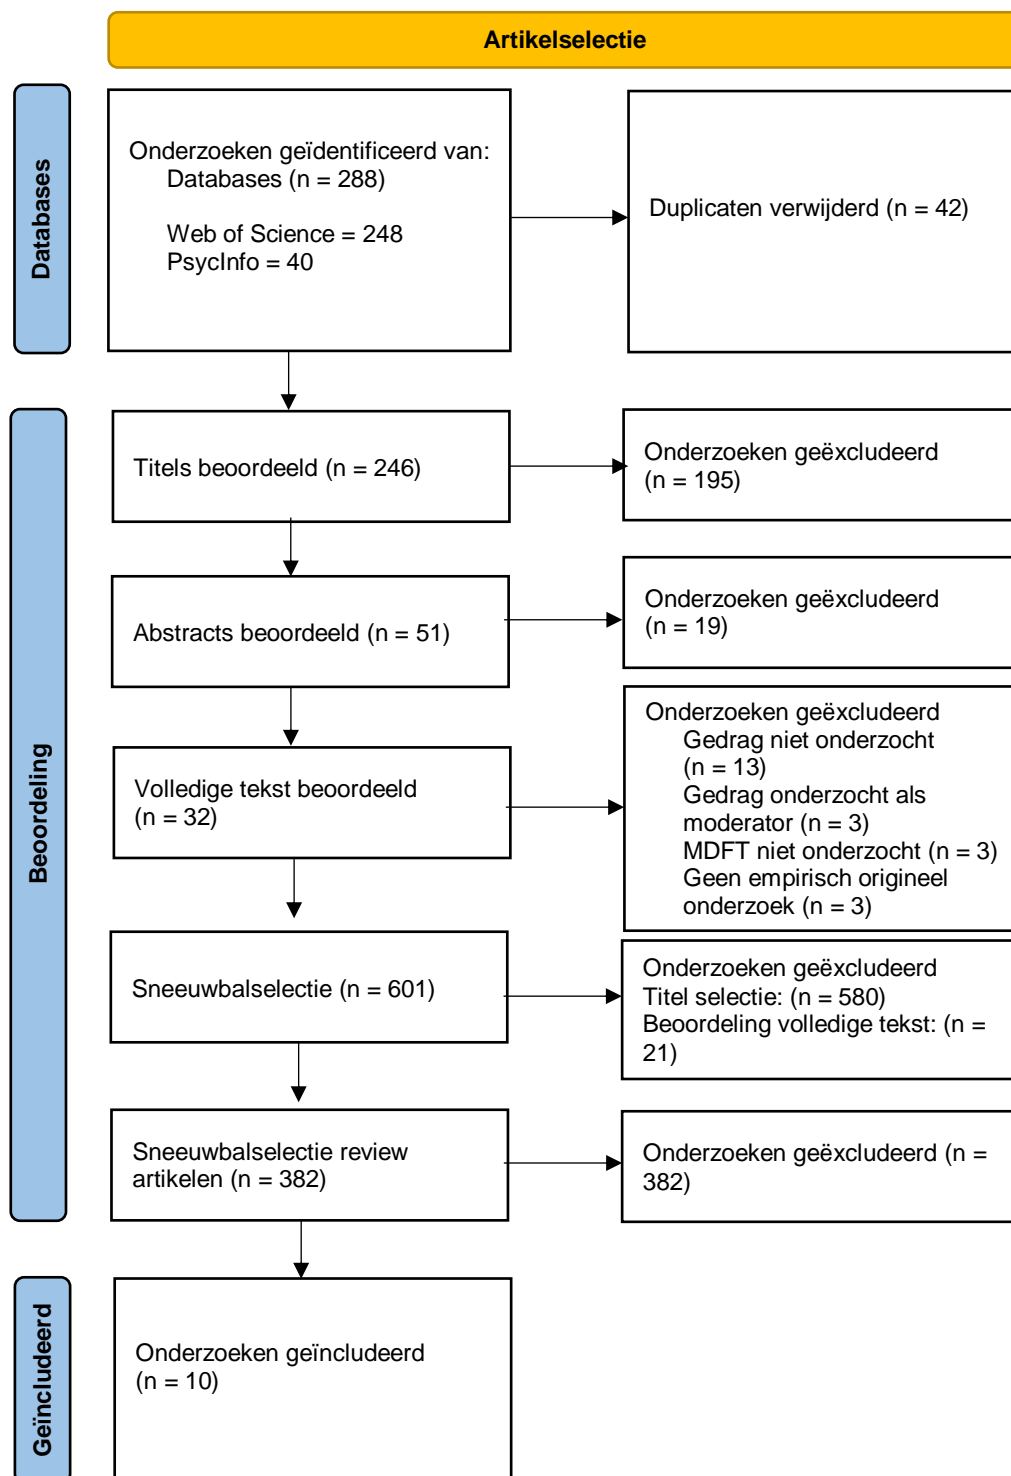 Artikelselectie
Databases
Onderzoeken geïdentificeerd van:
Databases (n = 288)
Web of Science = 248
PsycInfo = 40
Duplicaten verwijderd (n = 42)
Beoordeling
Titels beoordeeld (n = 246)
Onderzoeken geëxcludeerd
(n = 195)
Abstracts beoordeeld (n = 51)
Onderzoeken geëxcludeerd
(n = 19)
Volledige tekst beoordeeld
(n = 32)
Onderzoeken geëxcludeerd
Gedrag niet onderzocht
(n = 13)
Gedrag onderzocht als
moderator (n = 3)
MDFT niet onderzocht (n = 3)
Geen empirisch origineel
onderzoek (n = 3)
Sneeuwbalselectie (n = 601)
Onderzoeken geëxcludeerd
Titel selectie: (n = 580)
Beoordeling volledige tekst: (n =
21)
Sneeuwbalselectie review
artikelen (n = 382)
Onderzoeken geëxcludeerd (n =
382)
Geïncludeerd
Onderzoeken geïncludeerd
(n = 10)